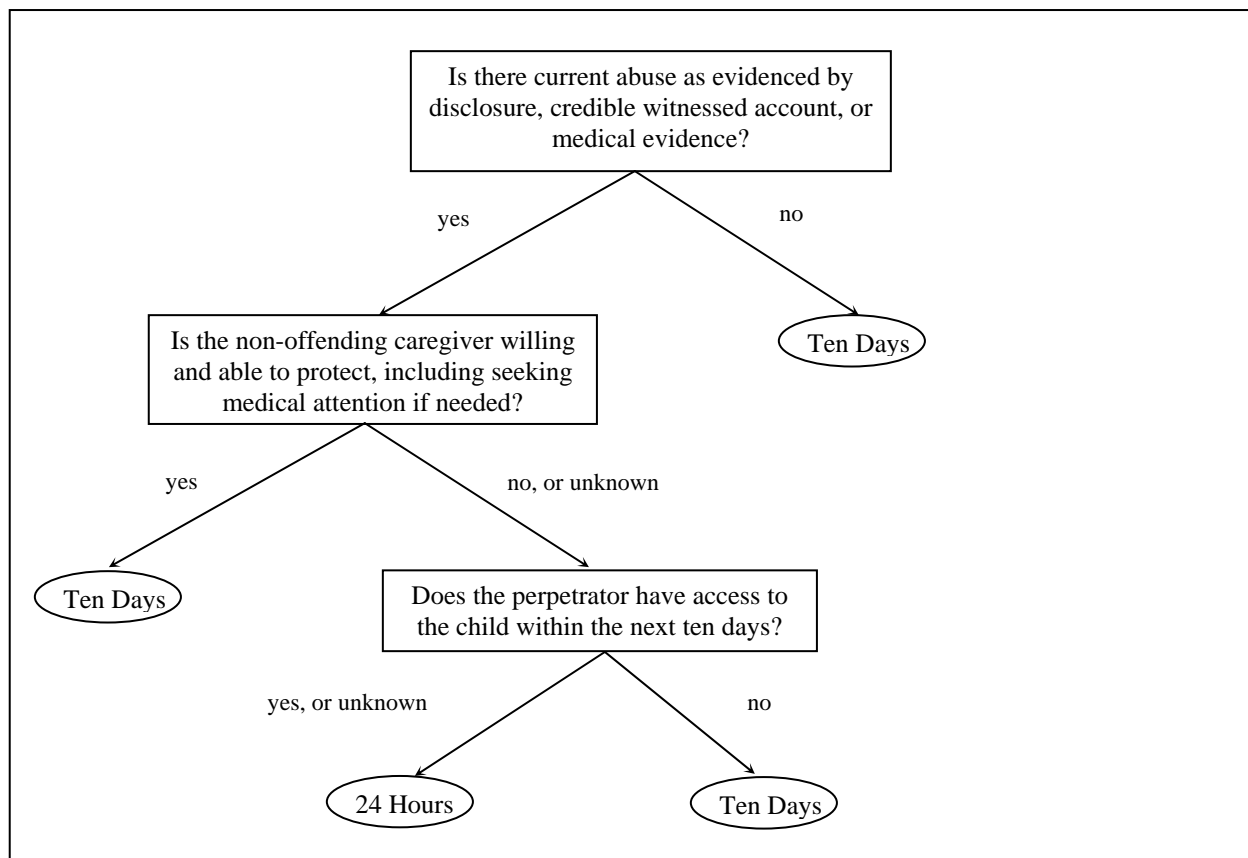 Is there current abuse as evidenced by
disclosure, credible witnessed account, or
medical evidence?
yes
no
Is the non-offending caregiver willing
and able to protect, including seeking
medical attention if needed?
Ten Days
yes
no, or unknown
Ten Days
Does the perpetrator have access to
the child within the next ten days?
yes, or unknown
no
24 Hours
Ten Days